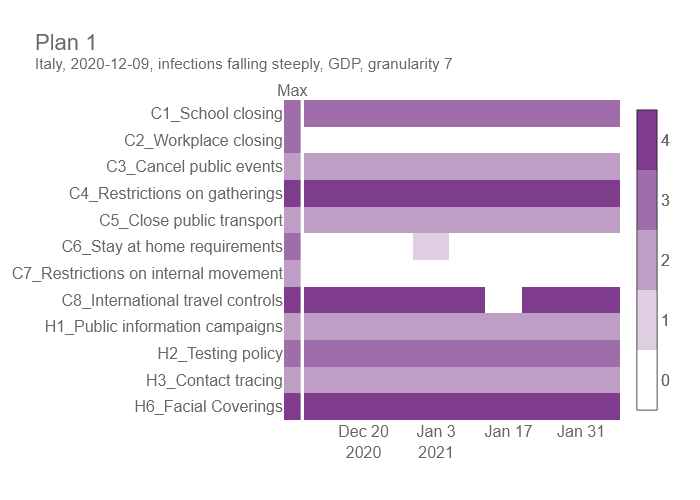 Plan 1
Italy, 2020-12-09, infections falling steeply, GDP, granularity 7
Max
C1_School closing
C2_Workplace closing
C3_Cancel public events
C4_Restrictions on gatherings
C5_Close public transport
C6_Stay at home requirements
C7_Restrictions on internal movement
C8_International travel controls
H1_Public information campaigns
H2_Testing policy
H3_Contact tracing
H6_Facial Coverings
Dec 20 Jan 3 Jan 17 Jan 31
2020 2021
4
3
2
1
0